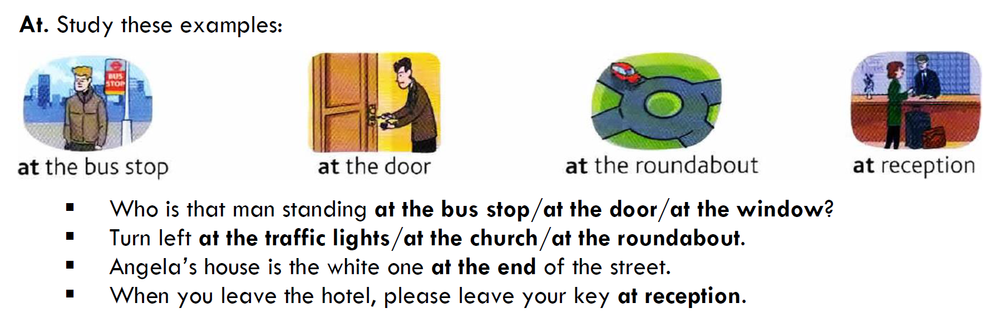 At. Study these examples:
BUS
STOP
at the bus stop
at the door
at the roundabout
at reception
▪ Who is that man standing at the bus stop/at the door/at the window?
▪ Turn left at the traffic lights/at the church/at the roundabout.
▪ Angela’s house is the white one at the end of the street.
▪ When you leave the hotel, please leave your key at reception.